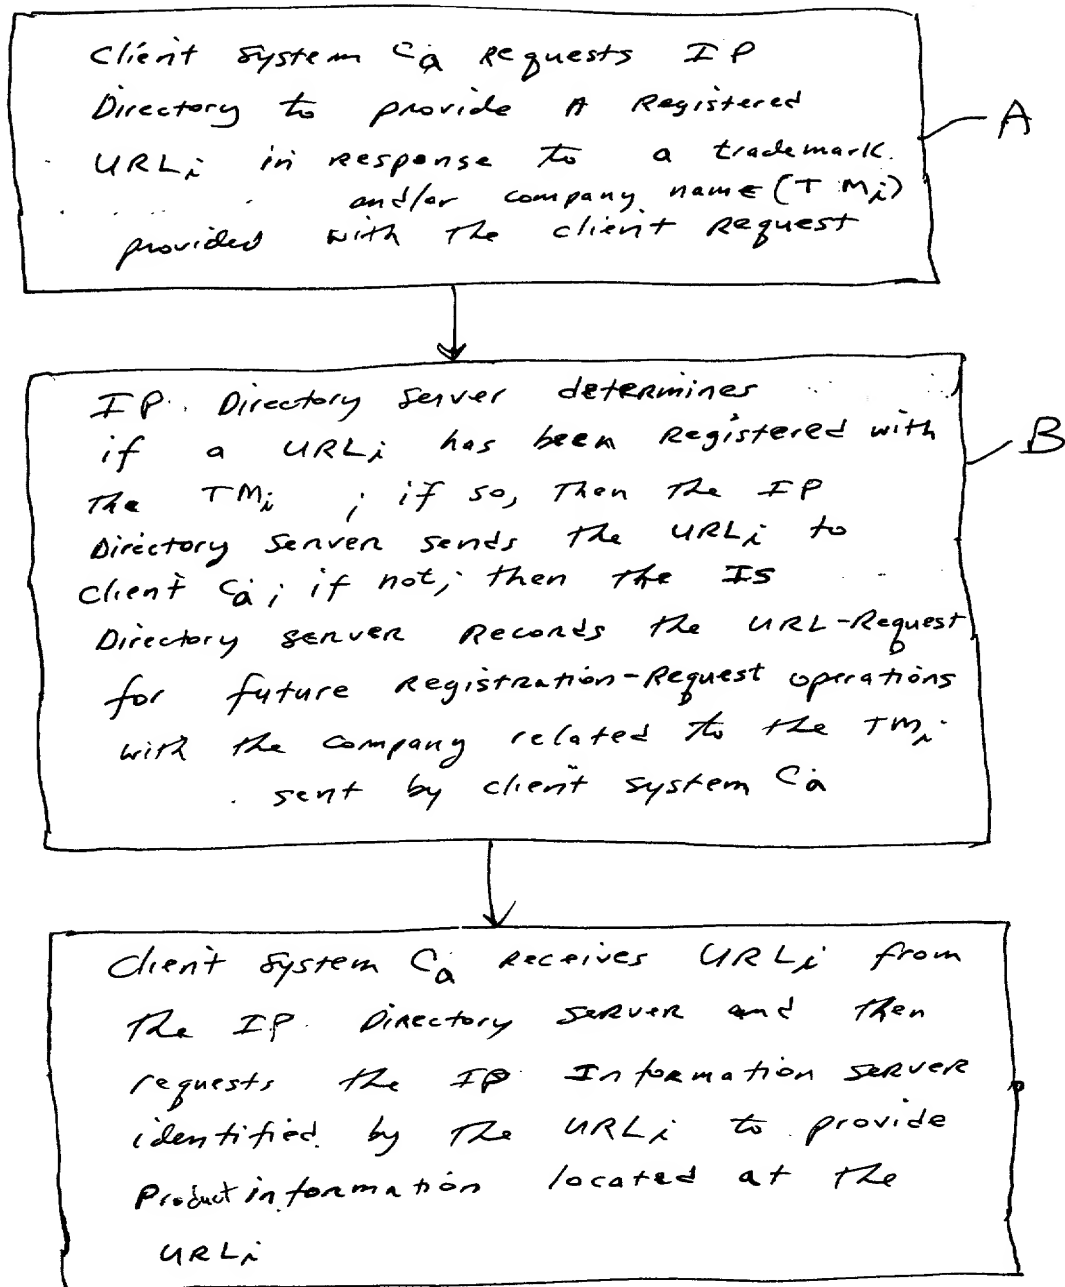 Client System Ca Requests IP
Directory to provide A Registered
URLi in Response to a trademark
and/or company name (TMi)
provided with the client Request
A
IP Directory Server determines
if a URLi has been Registered with
the TMi ; if so, then the IP
Directory Server sends the URLi to
client Ca; if not, then the IS
Directory Server Records the URL-Request
for future Registration-Request operations
with the company related to the TMi
sent by client system Ca
B
Client System Ca Receives URLi from
the IP Directory Server and then
requests the IP Information Server
identified by the URLi to provide
Product information located at the
URLi